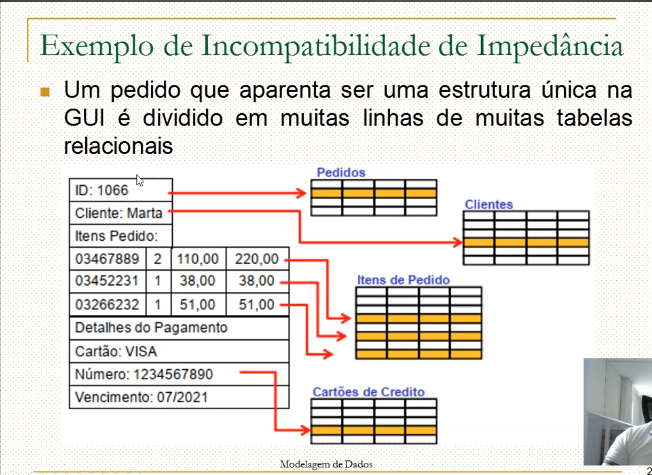 Exemplo de Incompatibilidade de Impedância
Um pedido que aparenta ser uma estrutura única na
GUI é dividido em muitas linhas de muitas tabelas
relacionais
Pedidos
ID: 1066
Clientes
Cliente: Marta
Itens Pedido:
03467889 2 110,00 220,00
Itens de Pedido
03452231 1 38,00 38,00
03266232 1 51,00 51,00
Detalhes do Pagamento
Cartão: VISA
Número: 1234567890
Cartões de Credito
Vencimento: 07/2021
Modelagem de Dados
2